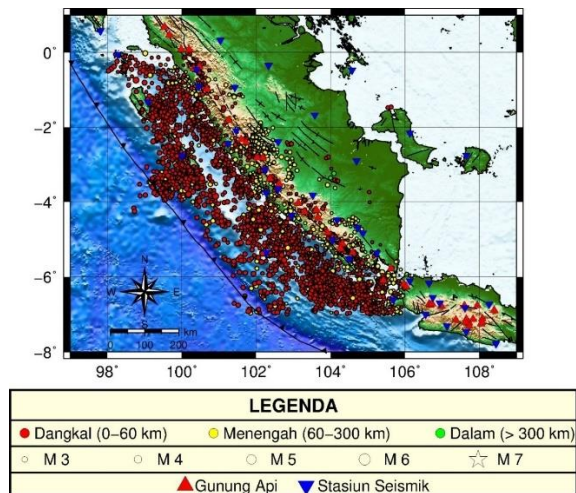 0°
−2
−4
−6
−8
N
W E
S
km
0 100 200
98° 100° 102° 104° 106° 108°
LEGENDA
Dangkal (0−60 km) Menengah (60−300 km) Dalam (> 300 km)
M 3 M 4 M 5 M 6 M 7
Gunung Api Stasiun Seismik